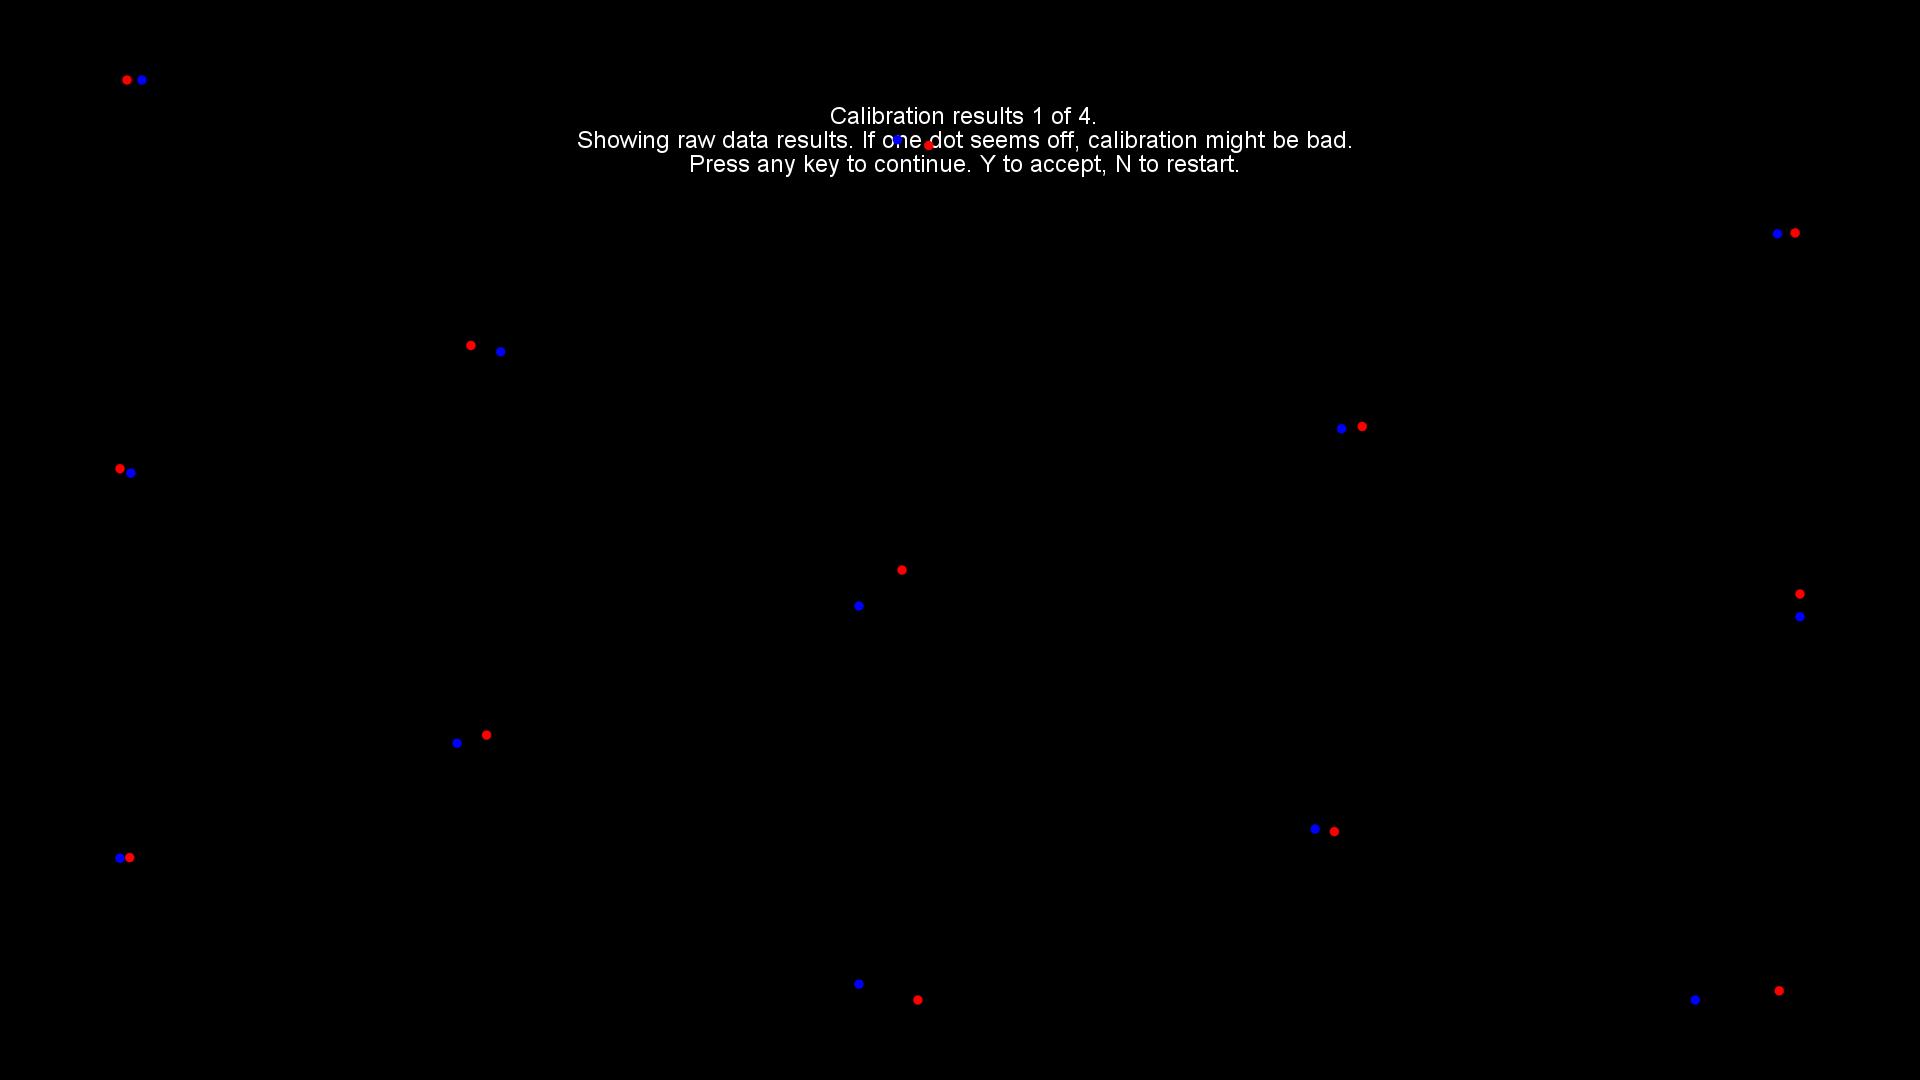 Calibration results 1 of 4.
Showing raw data results. If one dot seems off, calibration might be bad.
Press any key to continue. Y to accept, N to restart.